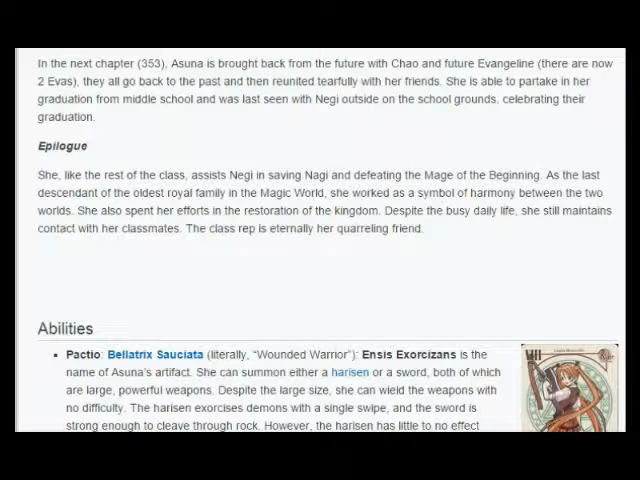 In the next chapter (353), Asuna is brought back from the future with Chao and future Evangeline (there are now
2 Evas), they all go back to the past and then reunited tearfully with her friends. She is able to partake in her
graduation from middle school and was last seen with Negi outside on the school grounds, celebrating their
graduation.
Epilogue
She, like the rest of the class, assists Negi in saving Nagi and defeating the Mage of the Beginning. As the last
descendant of the oldest royal family in the Magic World, she worked as a symbol of harmony between the two
worlds. She also spent her efforts in the restoration of the kingdom. Despite the busy daily life, she still maintains
contact with her classmates. The class rep is eternally her quarreling friend.
Abilities
▪ Pactio: Bellatrix Sauciata (literally, “Wounded Warrior”): Ensis Exorcizans is the
name of Asuna's artifact. She can summon either a harisen or a sword, both of which
are large, powerful weapons. Despite the large size, she can wield the weapons with
no difficulty. The harisen exorcises demons with a single swipe, and the sword is
strong enough to cleave through rock. However, the harisen has little to no effect
VIII